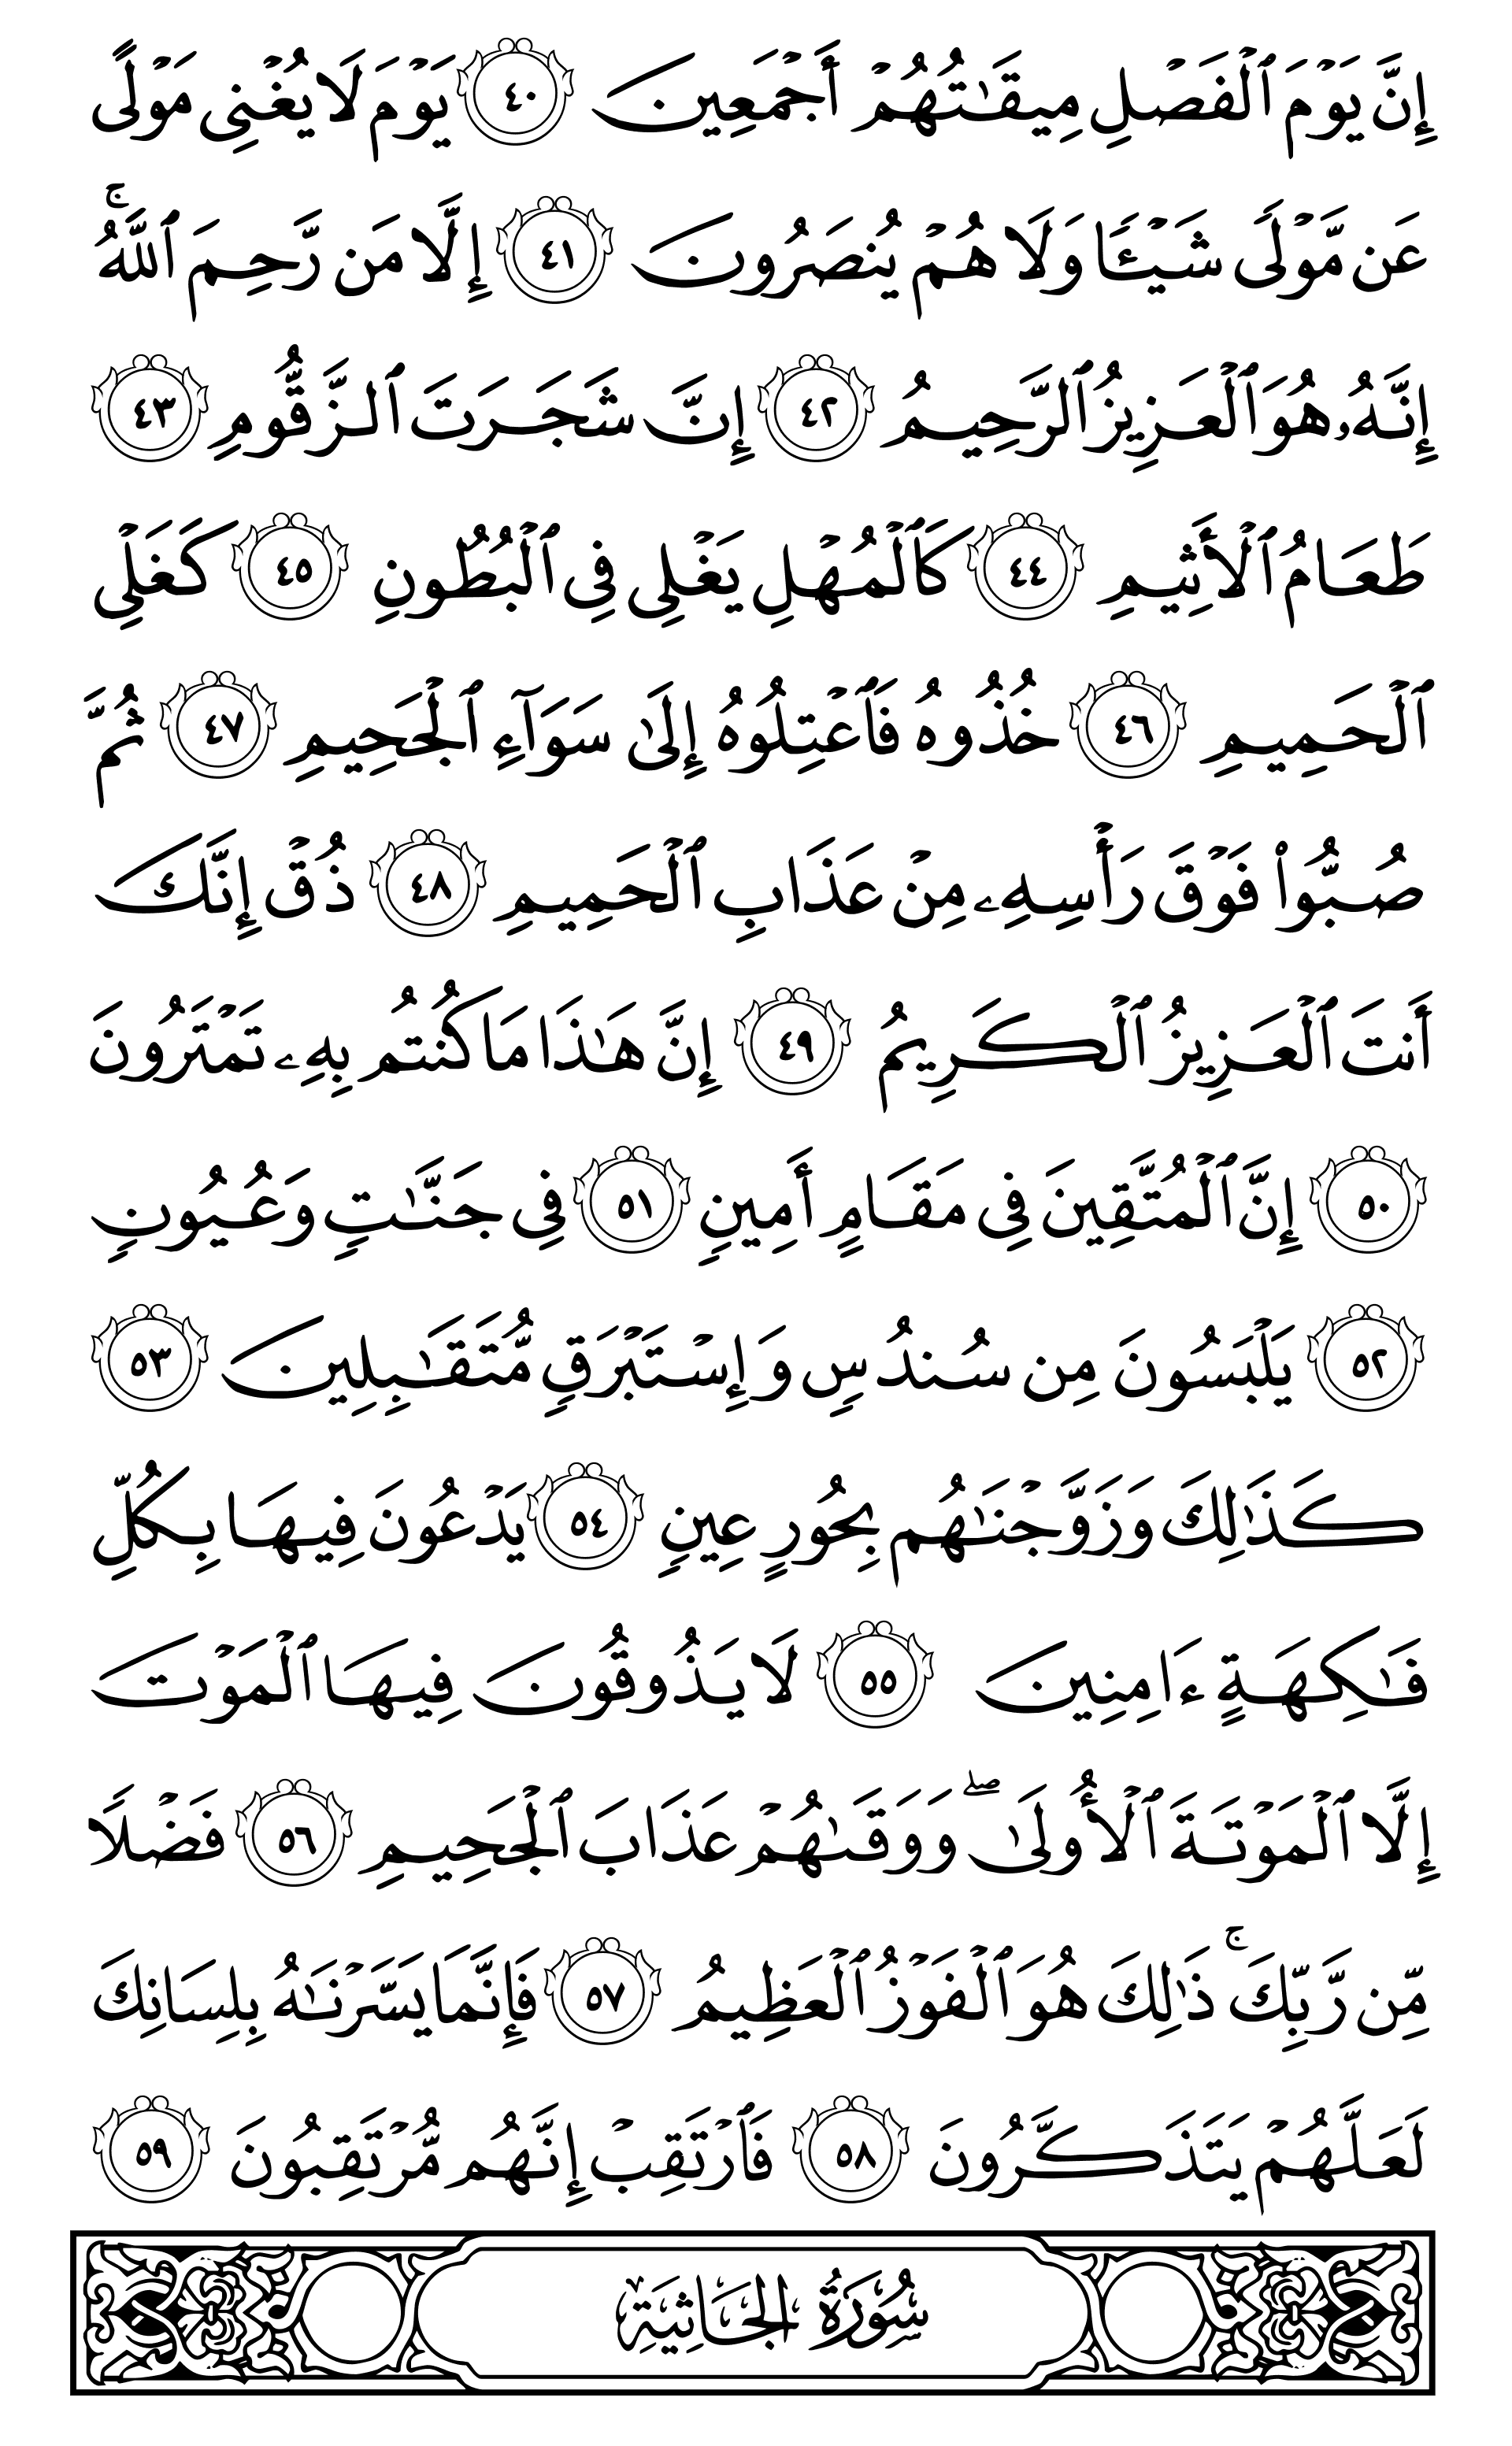 إِنَّ يَوْمَ ٱلْفَصْلِ مِيقَـٰتُهُمْ أَجْمَعِينَ ٤٠ يَوْمَ لَا يُغْنِى مَوْلًى
عَن مَّوْلًى شَيْـًٔا وَلَا هُمْ يُنصَرُونَ ٤١ إِلَّا مَن رَّحِمَ ٱللَّهُ ۚ
إِنَّهُۥ هُوَ ٱلْعَزِيزُ ٱلرَّحِيمُ ٤٢ إِنَّ شَجَرَتَ ٱلزَّقُّومِ ٤٣
طَعَامُ ٱلْأَثِيمِ ٤٤ كَٱلْمُهْلِ يَغْلِى فِى ٱلْبُطُونِ ٤٥ كَغَلْىِ
ٱلْحَمِيمِ ٤٦ خُذُوهُ فَٱعْتِلُوهُ إِلَىٰ سَوَآءِ ٱلْجَحِيمِ ٤٧ ثُمَّ
صُبُّوا۟ فَوْقَ رَأْسِهِۦ مِنْ عَذَابِ ٱلْحَمِيمِ ٤٨ ذُقْ إِنَّكَ
أَنتَ ٱلْعَزِيزُ ٱلْكَرِيمُ ٤٩ إِنَّ هَـٰذَا مَا كُنتُم بِهِۦ تَمْتَرُونَ
٥٠ إِنَّ ٱلْمُتَّقِينَ فِى مَقَامٍ أَمِينٍ ٥١ فِى جَنَّـٰتٍ وَعُيُونٍ
٥٢ يَلْبَسُونَ مِن سُندُسٍ وَإِسْتَبْرَقٍ مُّتَقَـٰبِلِينَ ٥٣
كَذَٰلِكَ وَزَوَّجْنَـٰهُم بِحُورٍ عِينٍ ٥٤ يَدْعُونَ فِيهَا بِكُلِّ
فَـٰكِهَةٍ ءَامِنِينَ ٥٥ لَا يَذُوقُونَ فِيهَا ٱلْمَوْتَ
إِلَّا ٱلْمَوْتَةَ ٱلْأُولَىٰ ۖ وَوَقَىٰهُمْ عَذَابَ ٱلْجَحِيمِ ٥٦ فَضْلًا
مِّن رَّبِّكَ ۚ ذَٰلِكَ هُوَ ٱلْفَوْزُ ٱلْعَظِيمُ ٥٧ فَإِنَّمَا يَسَّرْنَـٰهُ بِلِسَانِكَ
لَعَلَّهُمْ يَتَذَكَّرُونَ ٥٨ فَٱرْتَقِبْ إِنَّهُم مُّرْتَقِبُونَ ٥٩
سُورَةُ الجَاثِيَةِ